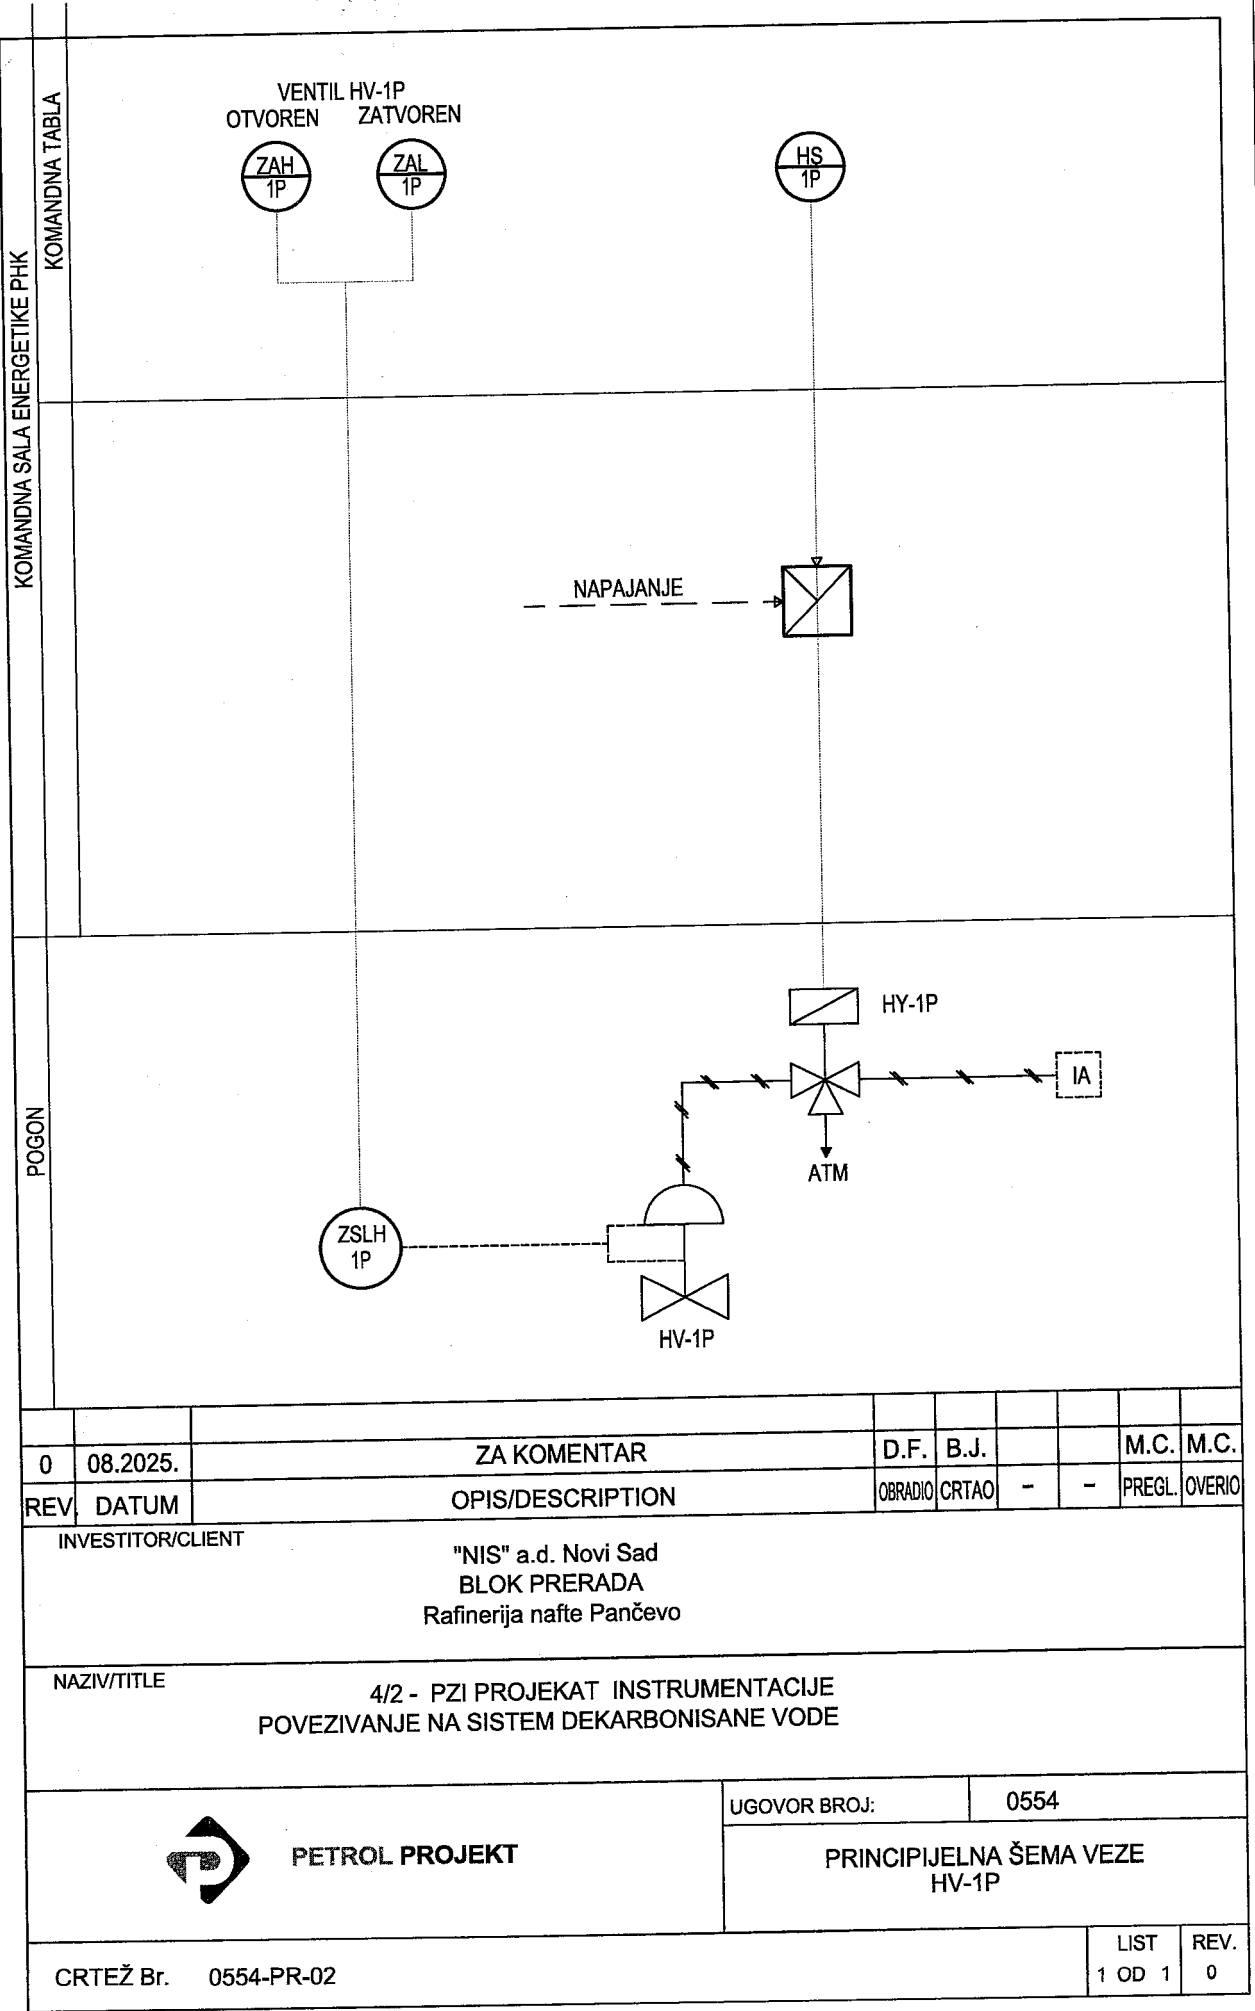 KOMANDNA SALA ENERGETIKE PHK
KOMANDNA TABLA
VENTIL HV-1P
OTVOREN ZATVOREN
ZAH
1P
ZAL
1P
HS
1P
NAPAJANJE
POGON
HY-1P
IA
ATM
ZSLH
1P
HV-1P
0 08.2025. ZA KOMENTAR D.F. B.J. M.C. M.C.
REV. DATUM OPIS/DESCRIPTION OBRADIO CRTAO - - PREGL. OVERIO
INVESTITOR/CLIENT
"NIS" a.d. Novi Sad
BLOK PRERADA
Rafinerija nafte Pančevo
NAZIV/TITLE
4/2 - PZI PROJEKAT INSTRUMENTACIJE
POVEZIVANJE NA SISTEM DEKARBONISANE VODE
PETROL PROJEKT
UGOVOR BROJ: 0554
PRINCIPIJELNA ŠEMA VEZE
HV-1P
CRTEŽ Br. 0554-PR-02
LIST
1 OD 1
REV.
0